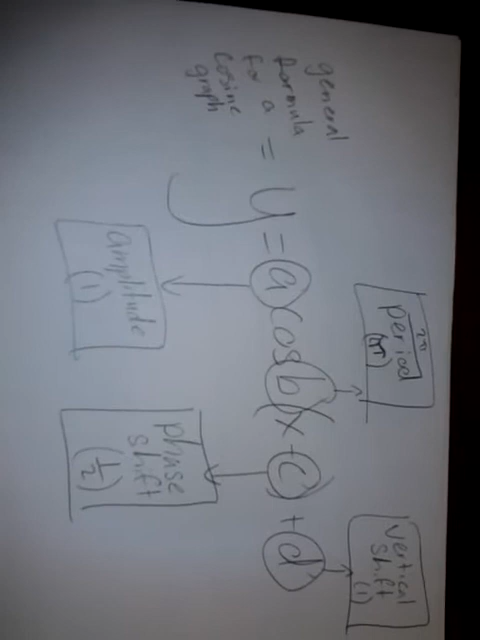 2π
period
(π)
vertical
shift
(1)
general
formula
for a
cosine
graph
= y = a cos b(x + c) + d
amplitude
(1)
phase
shift
(1/2)